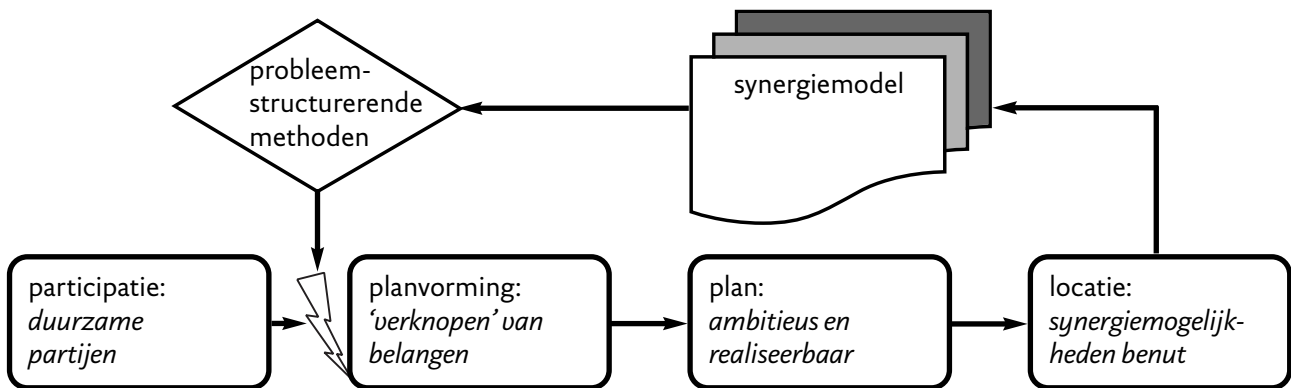 probleem-
structurerende
methoden
synergiemodel
participatie:
duurzame
partijen
planvorming:
‘verknopen’ van
belangen
plan:
ambitieus en
realiseerbaar
locatie:
synergiemogelijk-
heden benut